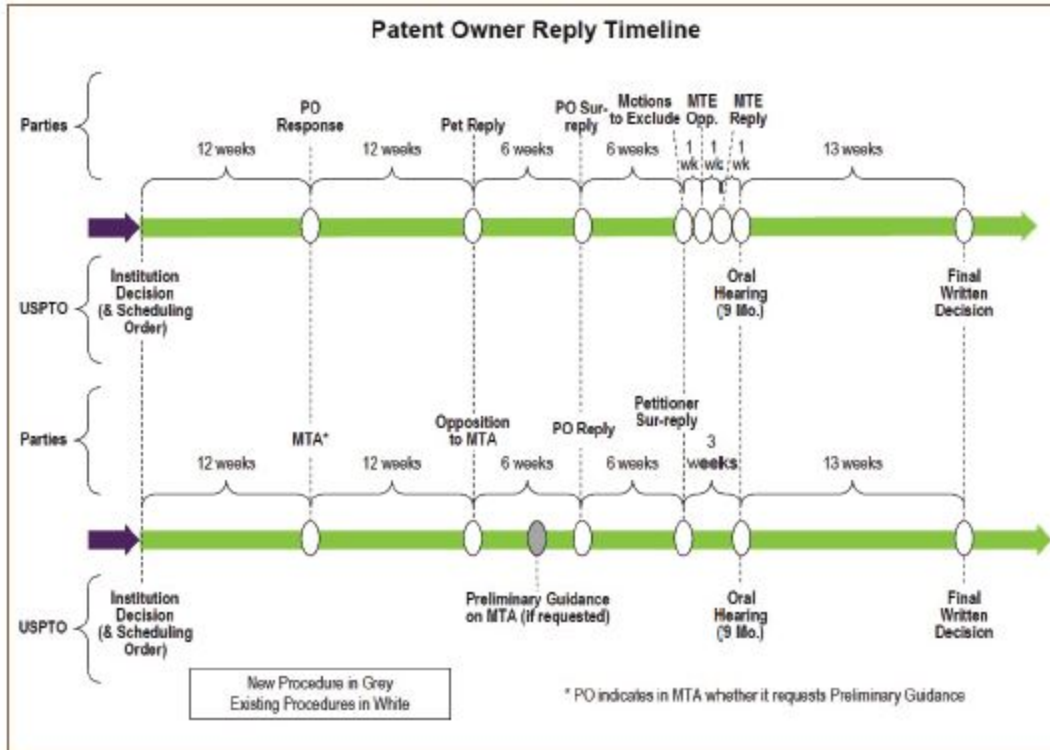 Patent Owner Reply Timeline
Parties
PO
Response
Pet Reply
PO Sur-
reply
Motions
to Exclude
MTE
Opp.
MTE
Reply
12 weeks
12 weeks
6 weeks
6 weeks
1
wk
1
wk
1
wk
13 weeks
USPTO
Institution
Decision
(& Scheduling
Order)
Oral
Hearing
('9 Mo.)
Final
Written
Decision
Parties
MTA*
Opposition
to MTA
PO Reply
Petitioner
Sur-reply
12 weeks
12 weeks
6 weeks
6 weeks
3
weeks
13 weeks
USPTO
Institution
Decision
(& Scheduling
Order)
Preliminary Guidance
on MTA (if requested)
Oral
Hearing
('9 Mo.)
Final
Written
Decision
New Procedure in Grey
Existing Procedures in White
* PO indicates in MTA whether it requests Preliminary Guidance